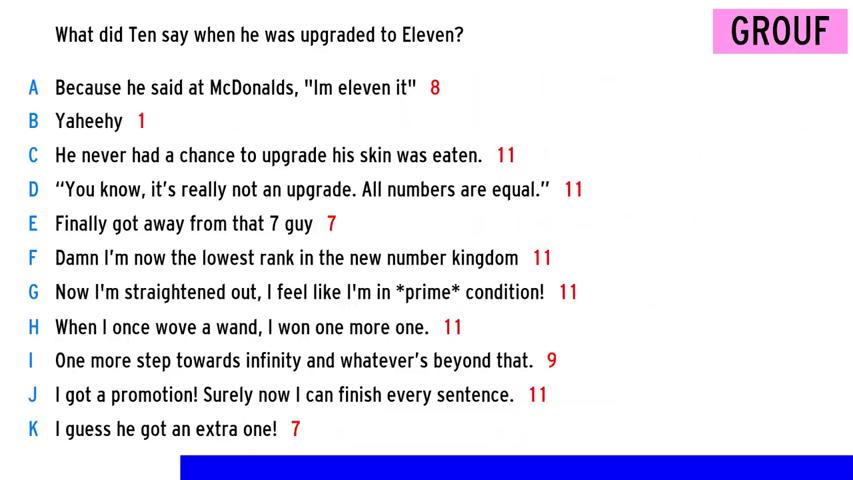 What did Ten say when he was upgraded to Eleven?
GROUF
A Because he said at McDonalds, "Im eleven it" 8
B Yaheehy 1
C He never had a chance to upgrade his skin was eaten. 11
D “You know, it’s really not an upgrade. All numbers are equal.” 11
E Finally got away from that 7 guy 7
F Damn I’m now the lowest rank in the new number kingdom 11
G Now I'm straightened out, I feel like I'm in *prime* condition! 11
H When I once wove a wand, I won one more one. 11
I One more step towards infinity and whatever’s beyond that. 9
J I got a promotion! Surely now I can finish every sentence. 11
K I guess he got an extra one! 7